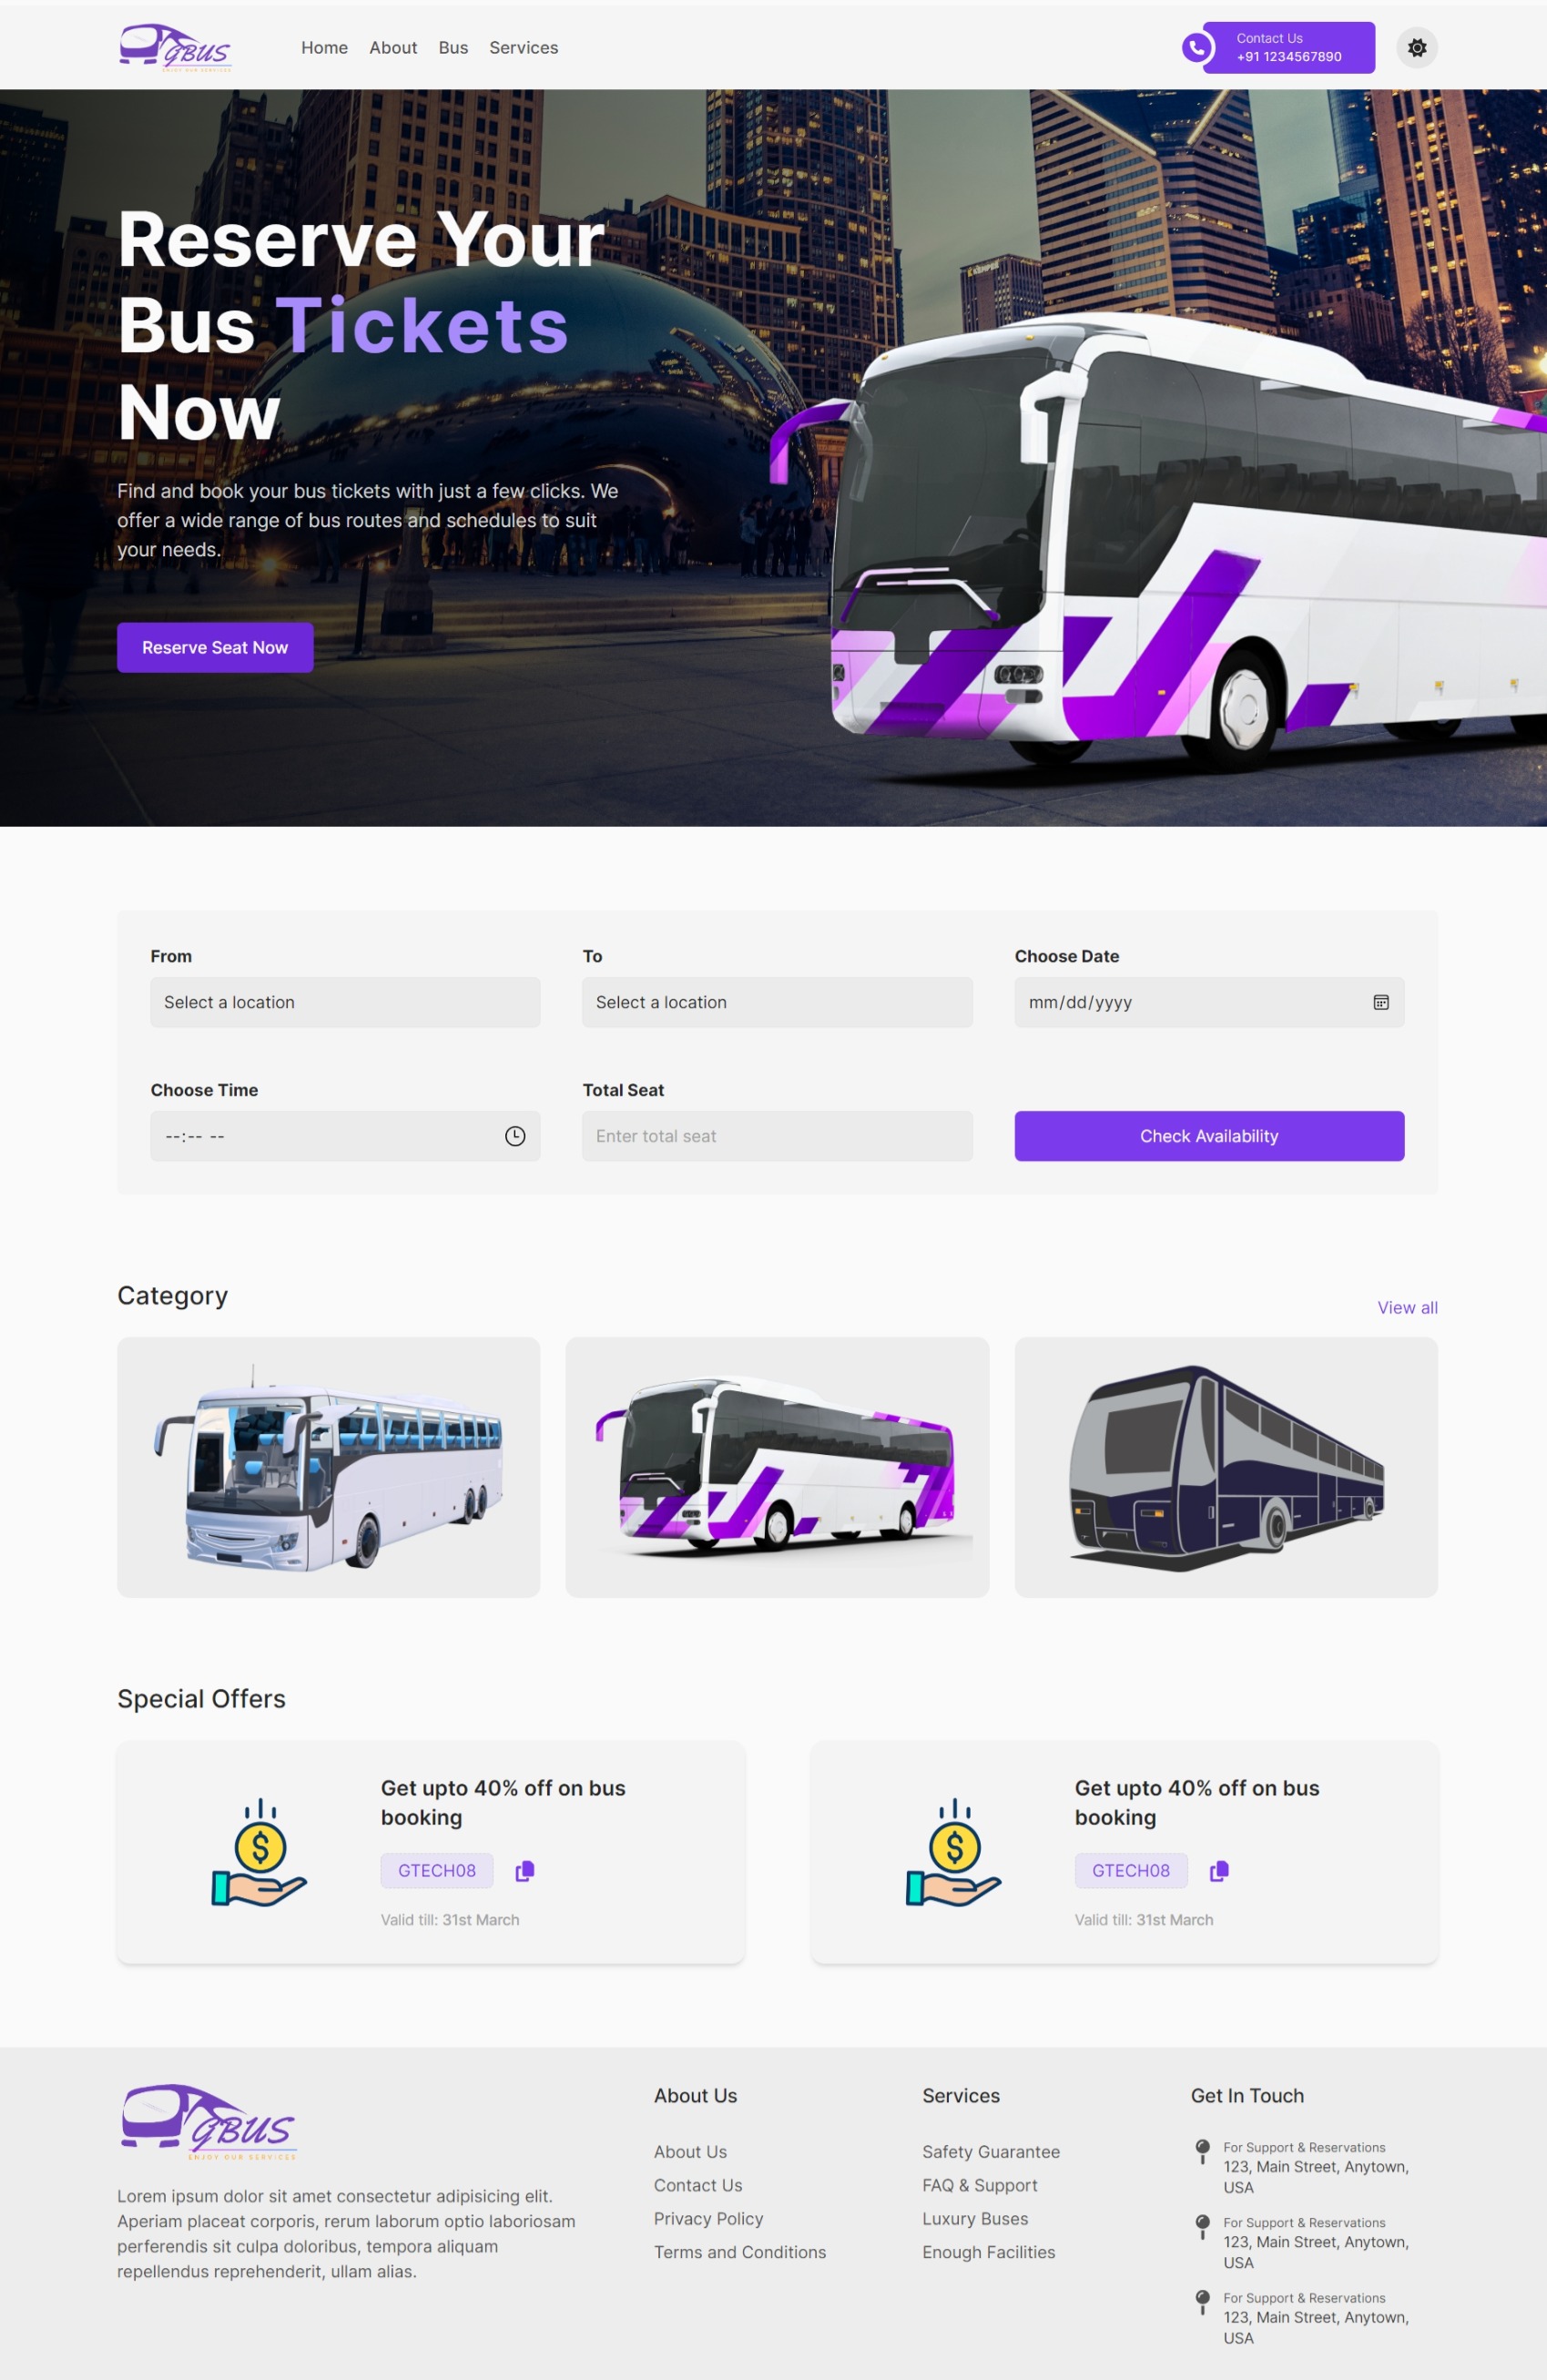 GBUS
ENJOY OUR SERVICES
Home About Bus Services
Contact Us
+91 1234567890
KEMPER
Reserve Your
Bus Tickets
Now
Find and book your bus tickets with just a few clicks. We
offer a wide range of bus routes and schedules to suit
your needs.
Reserve Seat Now
From
Select a location
To
Select a location
Choose Date
mm/dd/yyyy
Choose Time
--:-- --
Total Seat
Enter total seat
Check Availability
Category
View all
Special Offers
Get upto 40% off on bus
booking
GTECH08
Valid till: 31st March
Get upto 40% off on bus
booking
GTECH08
Valid till: 31st March
GBUS
ENJOY OUR SERVICES
Lorem ipsum dolor sit amet consectetur adipisicing elit.
Aperiam placeat corporis, rerum laborum optio laboriosam
perferendis sit culpa doloribus, tempora aliquam
repellendus reprehenderit, ullam alias.
About Us
About Us
Contact Us
Privacy Policy
Terms and Conditions
Services
Safety Guarantee
FAQ & Support
Luxury Buses
Enough Facilities
Get In Touch
For Support & Reservations
123, Main Street, Anytown,
USA
For Support & Reservations
123, Main Street, Anytown,
USA
For Support & Reservations
123, Main Street, Anytown,
USA